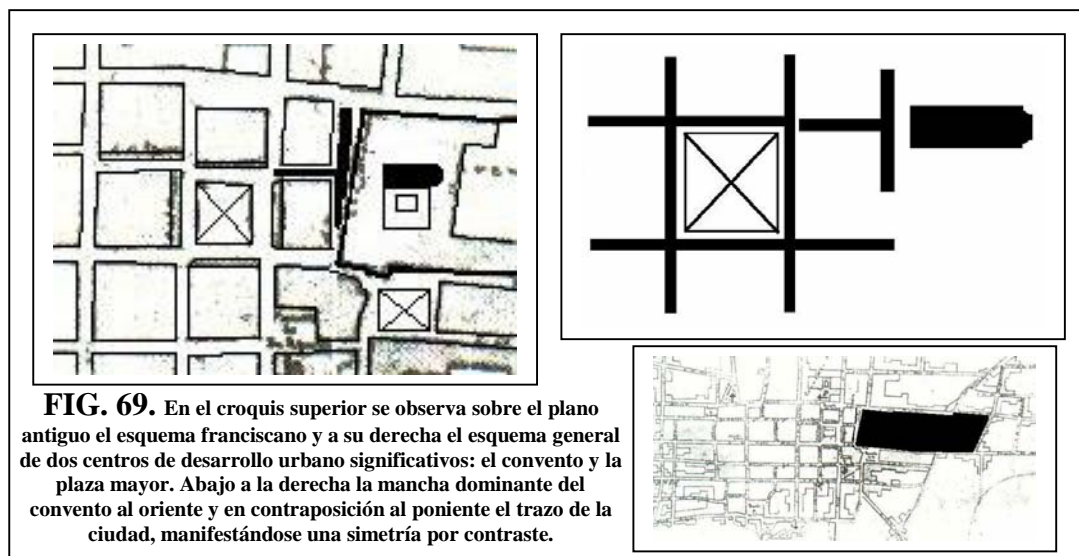 FIG. 69. En el croquis superior se observa sobre el plano
antiguo el esquema franciscano y a su derecha el esquema general
de dos centros de desarrollo urbano significativos: el convento y la
plaza mayor. Abajo a la derecha la mancha dominante del
convento al oriente y en contraposición al poniente el trazo de la
ciudad, manifestándose una simetría por contraste.